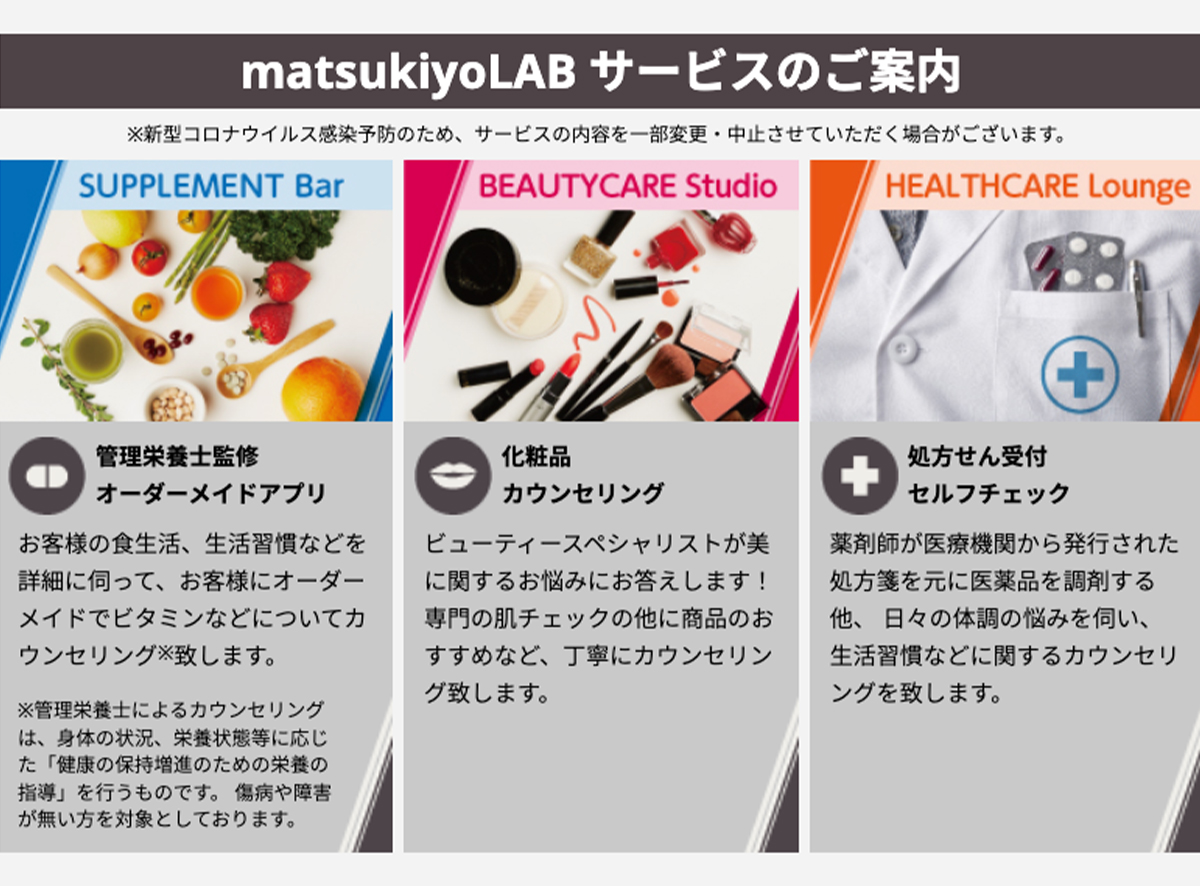 matsukiyoLAB サービスのご案内
※新型コロナウイルス感染予防のため、サービスの内容を一部変更・中止させていただく場合がございます。
SUPPLEMENT Bar
管理栄養士監修
オーダーメイドアプリ
お客様の食生活、生活習慣などを
詳細に伺って、お客様にオーダー
メイドでビタミンなどについてカ
ウンセリング※致します。
※管理栄養士によるカウンセリング
は、身体の状況、栄養状態等に応じ
た「健康の保持増進のための栄養の
指導」を行うものです。 傷病や障害
が無い方を対象としております。
BEAUTYCARE Studio
化粧品
カウンセリング
ビューティースペシャリストが美
に関するお悩みにお答えします！
専門の肌チェックの他に商品のお
すすめなど、丁寧にカウンセリン
グ致します。
HEALTHCARE Lounge
処方せん受付
セルフチェック
薬剤師が医療機関から発行された
処方箋を元に医薬品を調剤する
他、 日々の体調の悩みを伺い、
生活習慣などに関するカウンセリ
ングを致します。